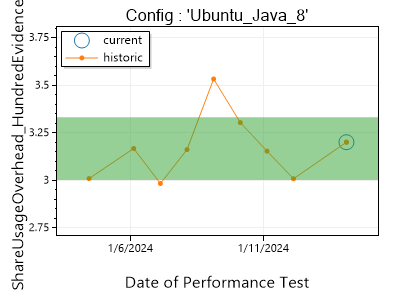 Config : 'Ubuntu_Java_8'
ShareUsageOverhead_HundredEvidence
3.75
3.5
3.25
3
2.75
current
historic
1/6/2024
1/11/2024
Date of Performance Test